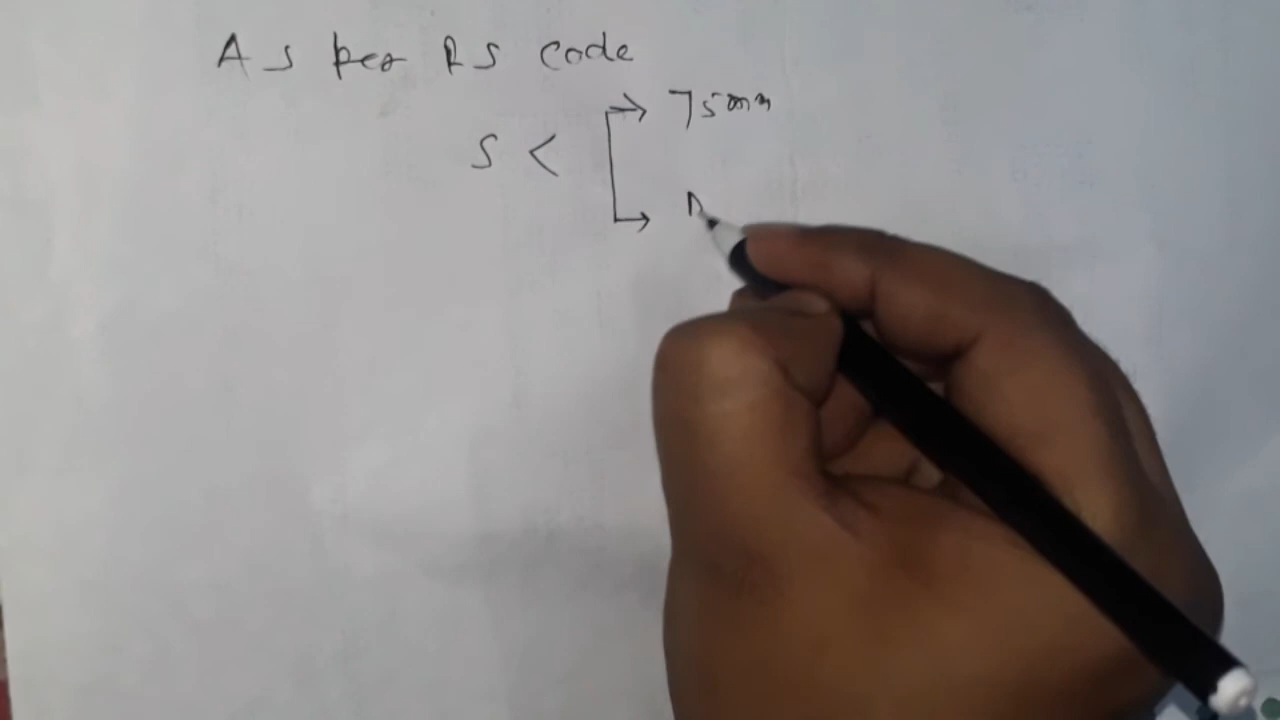 As per RS code
S < → 75mm
→